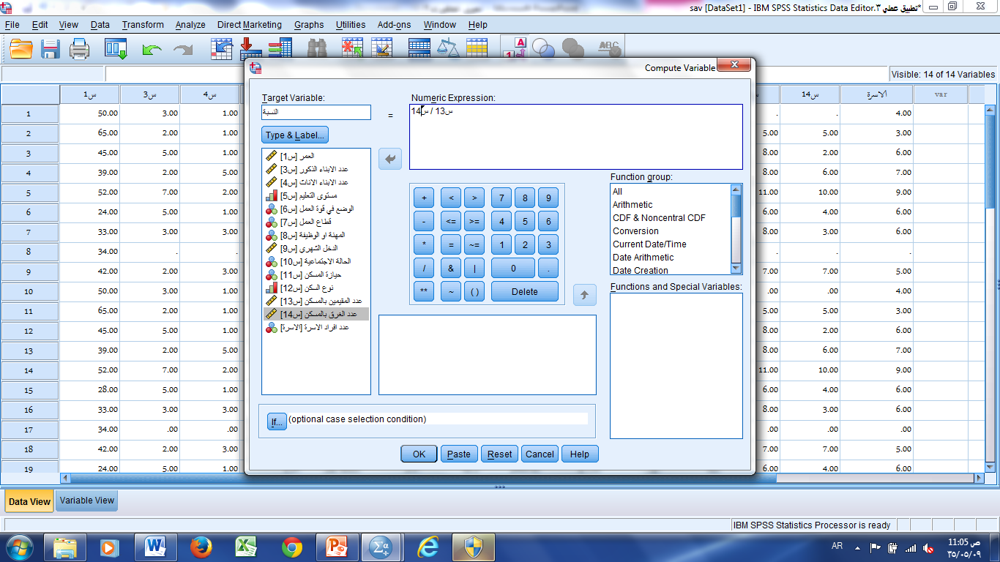 *تطبيق عملي ٣.sav [DataSet1] - IBM SPSS Statistics Data Editor
File Edit View Data Transform Analyze Direct Marketing Graphs Utilities Add-ons Window Help
Visible: 14 of 14 Variables
س1 س3 س4 س14 الاسرة var
1 50.00 3.00 1.00 . . 4.00
2 65.00 2.00 1.00 5.00 5.00 3.00
3 45.00 5.00 1.00 8.00 2.00 6.00
4 39.00 2.00 5.00 8.00 6.00 7.00
5 52.00 7.00 2.00 11.00 10.00 9.00
6 24.00 5.00 1.00 6.00 4.00 6.00
7 33.00 3.00 3.00 8.00 3.00 6.00
8 34.00 . . . . .
9 42.00 2.00 3.00 7.00 7.00 5.00
10 50.00 3.00 1.00 .00 .00 4.00
11 65.00 2.00 1.00 5.00 5.00 3.00
12 45.00 5.00 1.00 8.00 2.00 6.00
13 39.00 2.00 5.00 8.00 6.00 7.00
14 52.00 7.00 2.00 11.00 10.00 9.00
15 28.00 5.00 1.00 6.00 4.00 6.00
16 33.00 3.00 3.00 8.00 3.00 6.00
17 34.00 .00 .00 .00 .00 .00
18 42.00 2.00 3.00 7.00 7.00 5.00
19 24.00 5.00 1.00 6.00 4.00 6.00
Compute Variable
Target Variable:
النسبة
=
Numeric Expression:
س13 / س14
Type & Label...
العمر [س1]
عدد الابناء الذكور [س3]
عدد الابناء الاناث [س4]
مستوى التعليم [س5]
الوضع في قوة العمل [س6]
قطاع العمل [س7]
المهنة او الوظيفة [س8]
الدخل الشهري [س9]
الحالة الاجتماعية [س10]
حيازة المسكن [س11]
نوع السكن [س12]
عدد المقيمين بالمسكن [س13]
عدد الغرق بالمسكن [س14]
عدد افراد الاسرة [الاسرة]
+ < > 7 8 9
- <= >= 4 5 6
* = ~= 1 2 3
/ & | 0 .
** ~ ( ) Delete
Function group:
All
Arithmetic
CDF & Noncentral CDF
Conversion
Current Date/Time
Date Arithmetic
Date Creation
Functions and Special Variables:
If... (optional case selection condition)
OK Paste Reset Cancel Help
Data View Variable View
IBM SPSS Statistics Processor is ready
AR
11:05 ص
٣٥/٠٥/٠٩